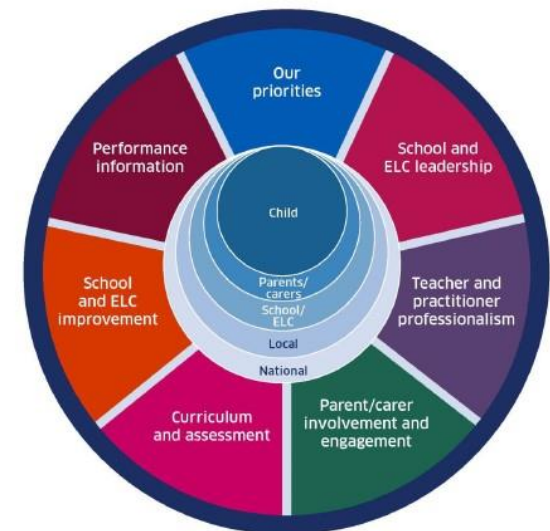 Our
priorities
School and
ELC leadership
Teacher and
practitioner
professionalism
Parent/carer
involvement and
engagement
Curriculum
and assessment
School
and ELC
improvement
Performance
information
Child
Parents/
carers
School/
ELC
Local
National